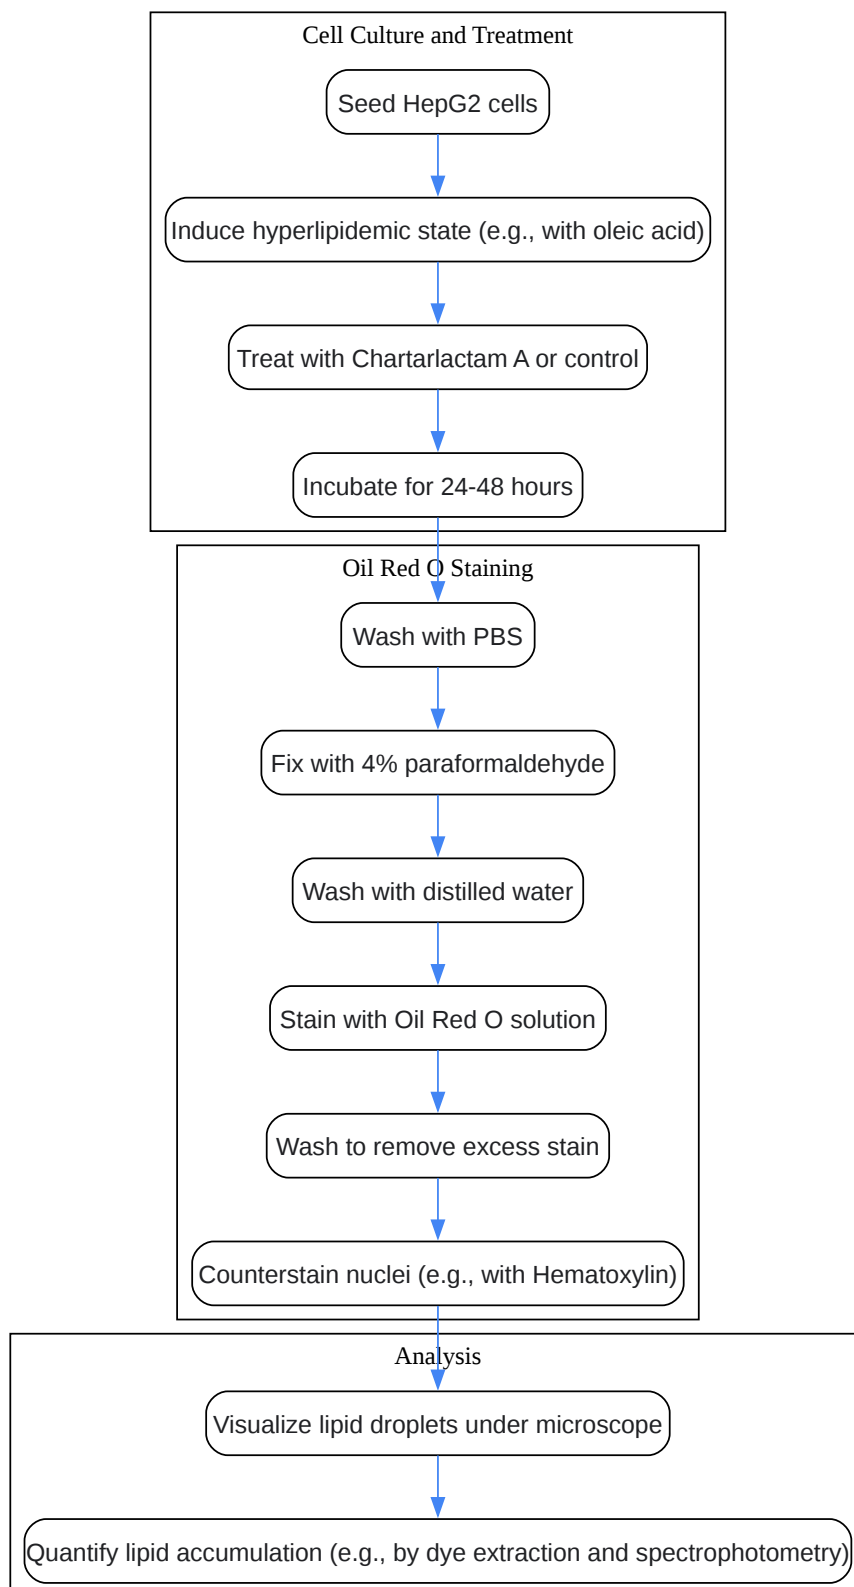 Cell Culture and Treatment
Seed HepG2 cells
Induce hyperlipidemic state (e.g., with oleic acid)
Treat with Chartarlactam A or control
Incubate for 24-48 hours
Oil Red O Staining
Wash with PBS
Fix with 4% paraformaldehyde
Wash with distilled water
Stain with Oil Red O solution
Wash to remove excess stain
Counterstain nuclei (e.g., with Hematoxylin)
Analysis
Visualize lipid droplets under microscope
Quantify lipid accumulation (e.g., by dye extraction and spectrophotometry)